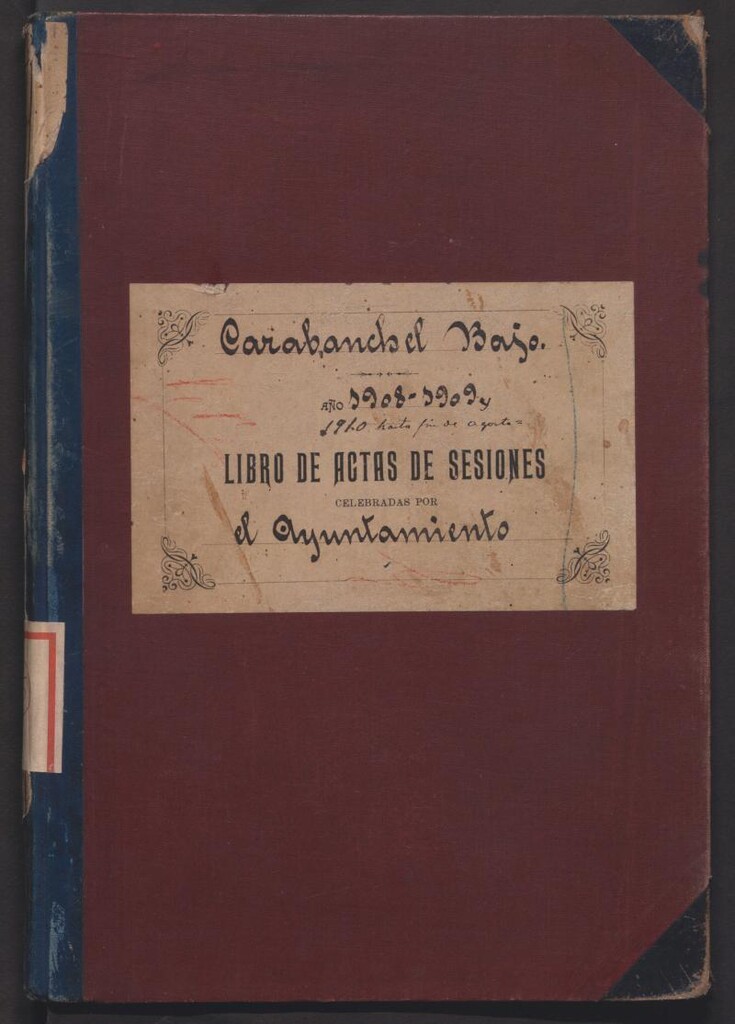 Carabanchel Bajo.
AÑO 1908-1909 y
1910 hasta fin de agosto=
LIBRO DE ACTAS DE SESIONES
CELEBRADAS POR
el Ayuntamiento